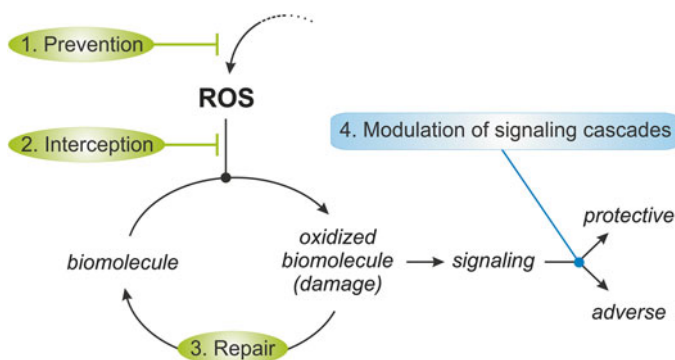 1. Prevention
ROS
2. Interception
4. Modulation of signaling cascades
biomolecule
oxidized
biomolecule
(damage)
signaling
protective
adverse
3. Repair